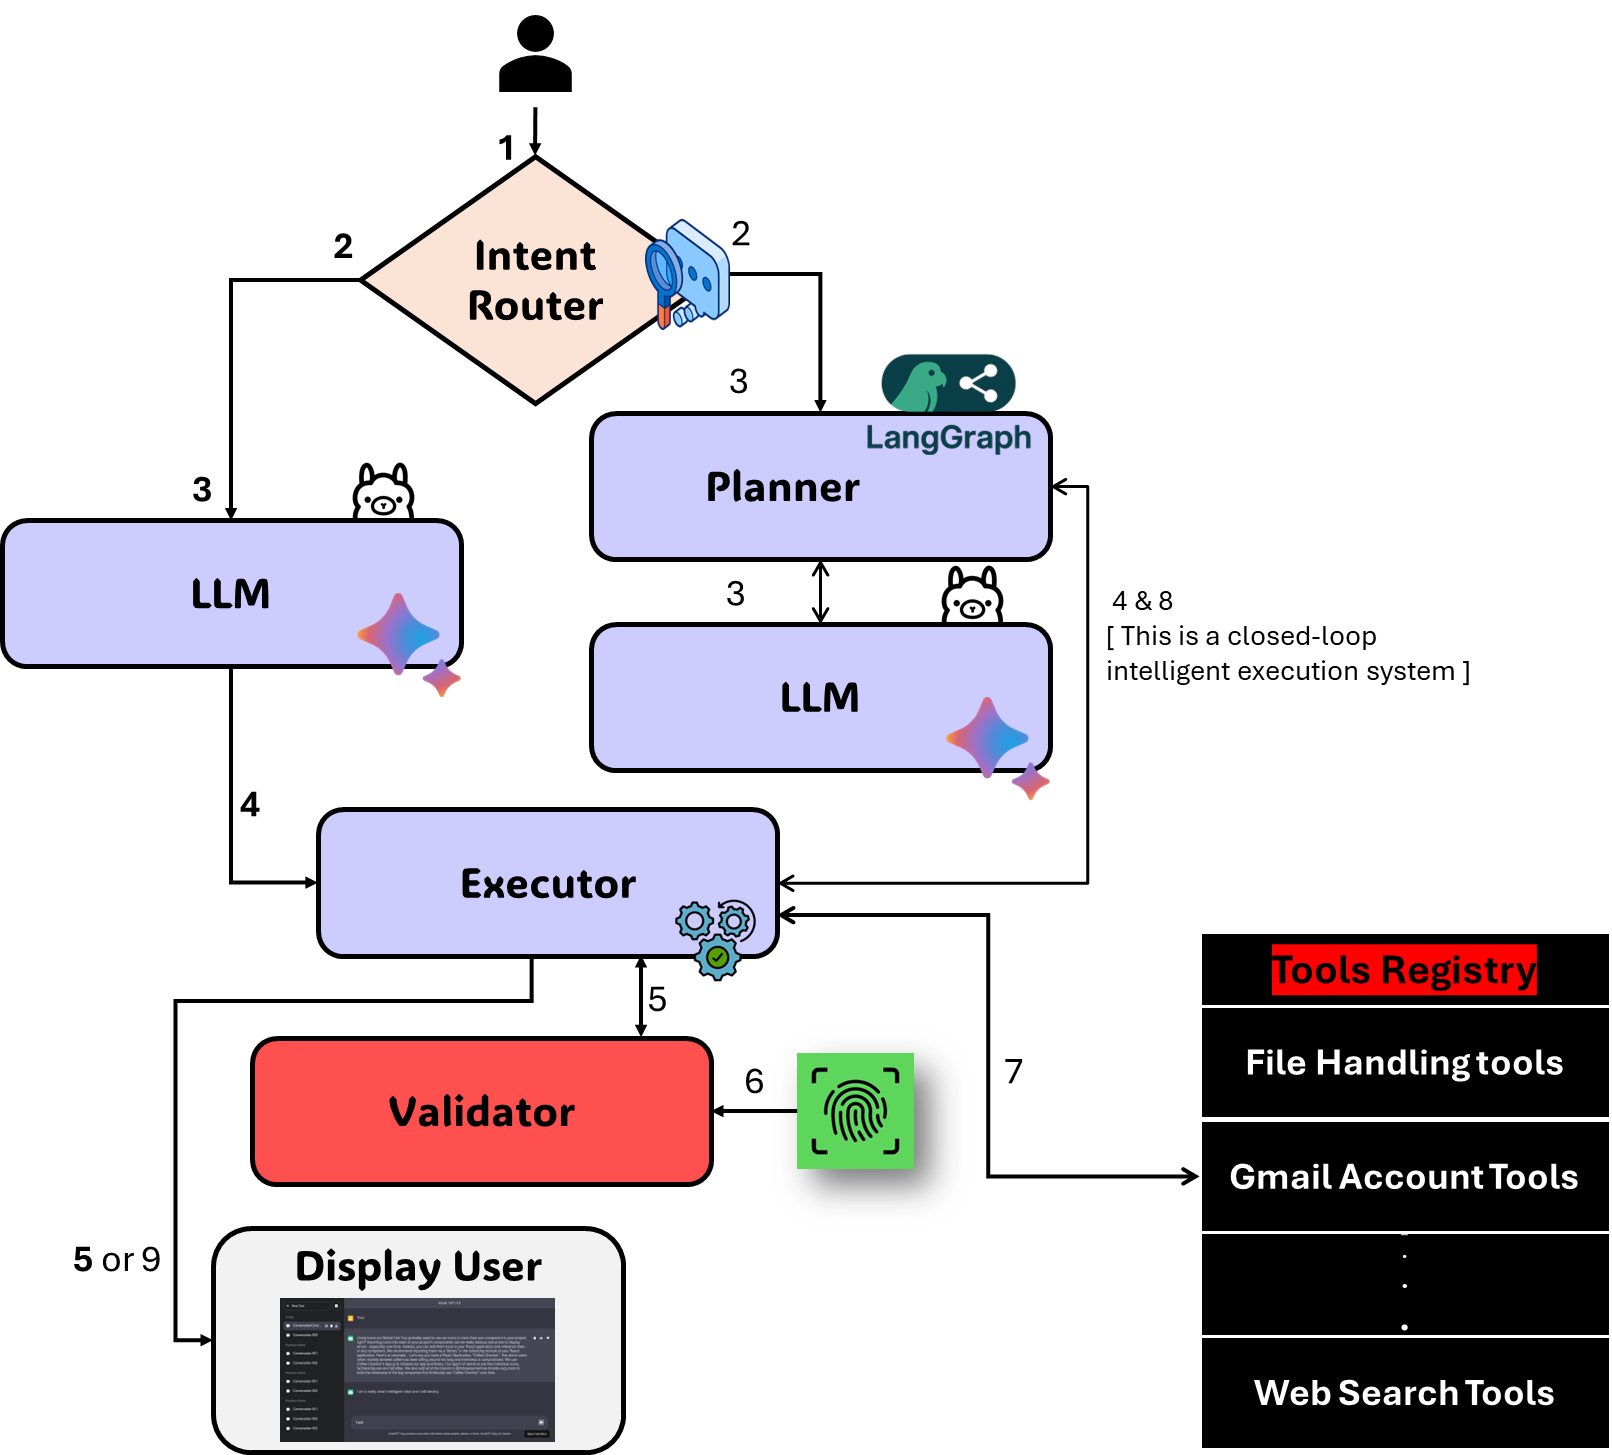 1
Intent
Router
2
2
3
LangGraph
Planner
3
LLM
3
LLM
4 & 8
[ This is a closed-loop
intelligent execution system ]
4
Executor
5
Validator
6
7
Tools Registry
File Handling tools
Gmail Account Tools
Web Search Tools
5 or 9
Display User